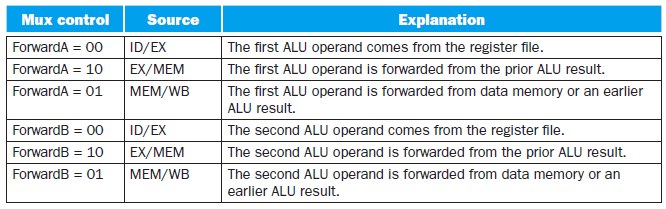 Mux control Source Explanation
ForwardA = 00 ID/EX The first ALU operand comes from the register file.
ForwardA = 10 EX/MEM The first ALU operand is forwarded from the prior ALU result.
ForwardA = 01 MEM/WB The first ALU operand is forwarded from data memory or an earlier
ALU result.
ForwardB = 00 ID/EX The second ALU operand comes from the register file.
ForwardB = 10 EX/MEM The second ALU operand is forwarded from the prior ALU result.
ForwardB = 01 MEM/WB The second ALU operand is forwarded from data memory or an
earlier ALU result.